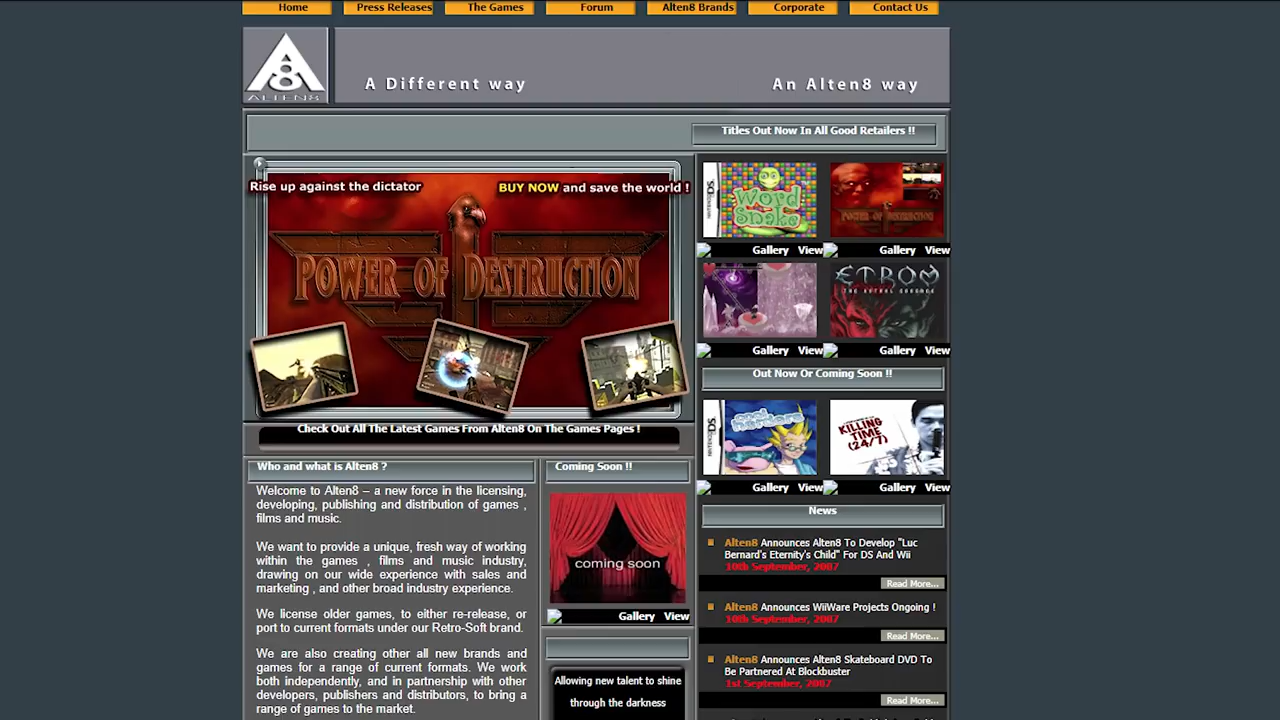 Home
Press Releases
The Games
Forum
Alten8 Brands
Corporate
Contact Us
A8
ALTEN8
A Different way
An Alten8 way
Titles Out Now In All Good Retailers !!
Rise up against the dictator
BUY NOW and save the world !
POWER OF DESTRUCTION
Check Out All The Latest Games From Alten8 On The Games Pages !
NINTENDO DS
Word
Snake
POWER OF DESTRUCTION
Gallery View
Gallery View
ETROM
THE ASTRAL ESSENCE
Gallery View
Gallery View
Out Now Or Coming Soon !!
NINTENDO DS
KILLING
TIME
(24/7)
Gallery View
Gallery View
Who and what is Alten8 ?
Welcome to Alten8 – a new force in the licensing,
developing, publishing and distribution of games ,
films and music.
We want to provide a unique, fresh way of working
within the games , films and music industry,
drawing on our wide experience with sales and
marketing , and other broad industry experience.
We license older games, to either re-release, or
port to current formats under our Retro-Soft brand.
We are also creating other all new brands and
games for a range of current formats. We work
both independently, and in partnership with other
developers, publishers and distributors, to bring a
range of games to the market.
Coming Soon !!
coming soon
Gallery View
Allowing new talent to shine
through the darkness
News
Alten8 Announces Alten8 To Develop "Luc
Bernard's Eternity's Child" For DS And Wii
10th September, 2007
Read More...
Alten8 Announces WiiWare Projects Ongoing !
10th September, 2007
Read More...
Alten8 Announces Alten8 Skateboard DVD To
Be Partnered At Blockbuster
1st September, 2007
Read More...